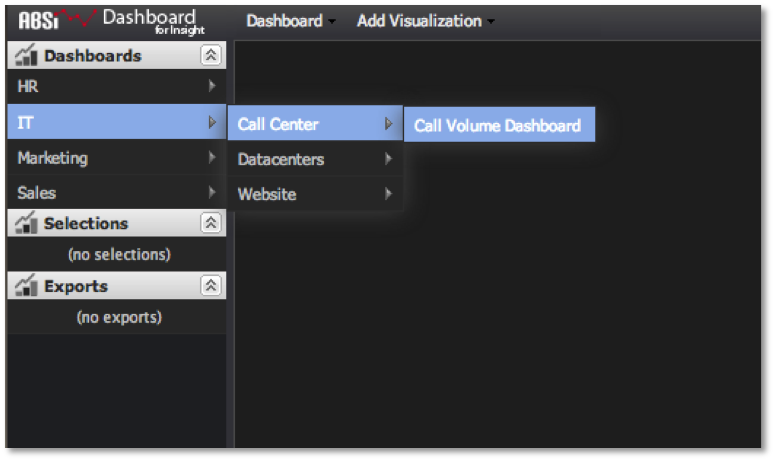 ABSi Dashboard for Insight
Dashboard Add Visualization
Dashboards
HR
IT
Call Center
Call Volume Dashboard
Marketing
Datacenters
Sales
Website
Selections
(no selections)
Exports
(no exports)